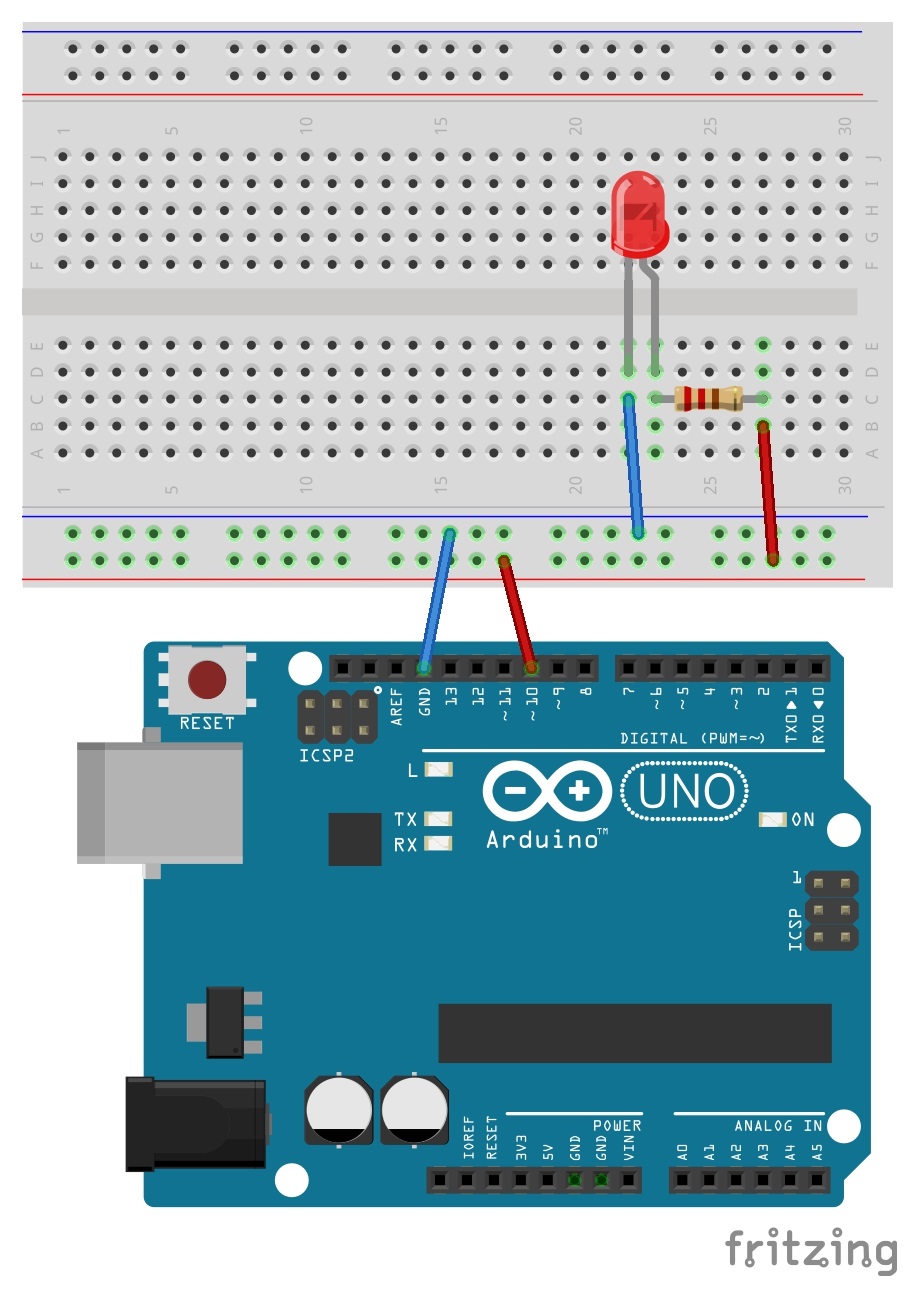 1 5 10 15 20 25 30
J J
I I
H H
G G
F F
E E
D D
C C
B B
A A
1 5 10 15 20 25 30
RESET
ICSP2
AREF
GND
13
12
~11
~10
~9
8
7
~6
~5
4
~3
2
TX0▶1
RX0◀0
DIGITAL (PWM=~)
L
TX
RX
Arduino™
UNO
ON
1
ICSP
IOREF
RESET
3V3
5V
GND
GND
VIN
POWER
A0
A1
A2
A3
A4
A5
ANALOG IN
fritzing